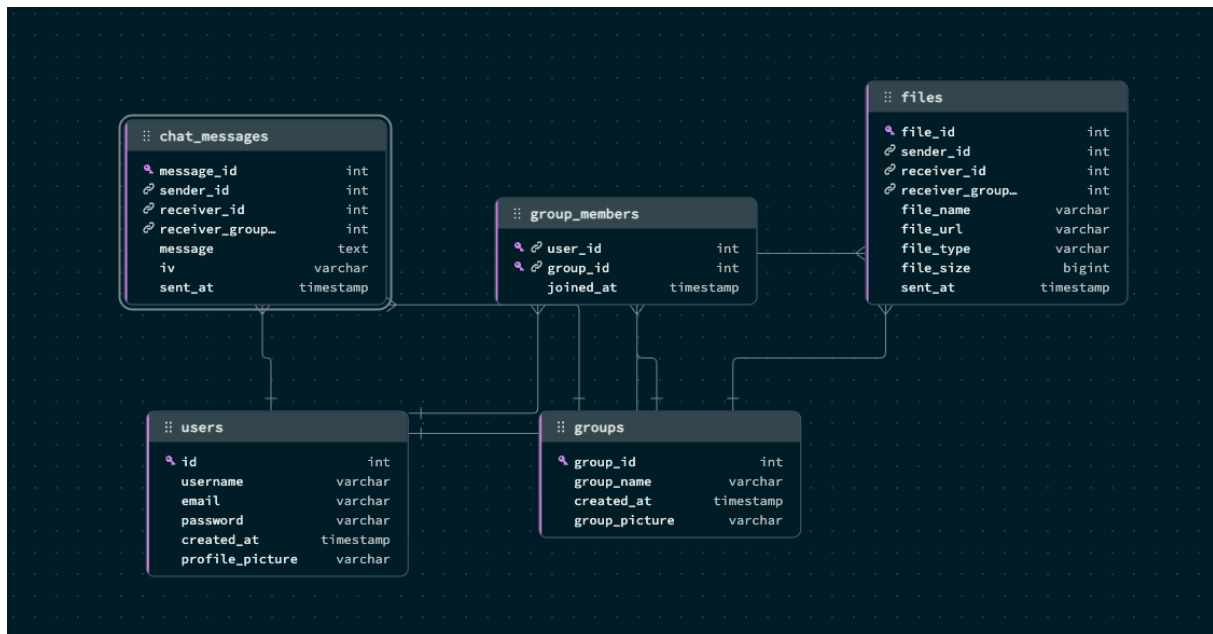 chat_messages
message_id int
sender_id int
receiver_id int
receiver_group… int
message text
iv varchar
sent_at timestamp
group_members
user_id int
group_id int
joined_at timestamp
files
file_id int
sender_id int
receiver_id int
receiver_group… int
file_name varchar
file_url varchar
file_type varchar
file_size bigint
sent_at timestamp
users
id int
username varchar
email varchar
password varchar
created_at timestamp
profile_picture varchar
groups
group_id int
group_name varchar
created_at timestamp
group_picture varchar